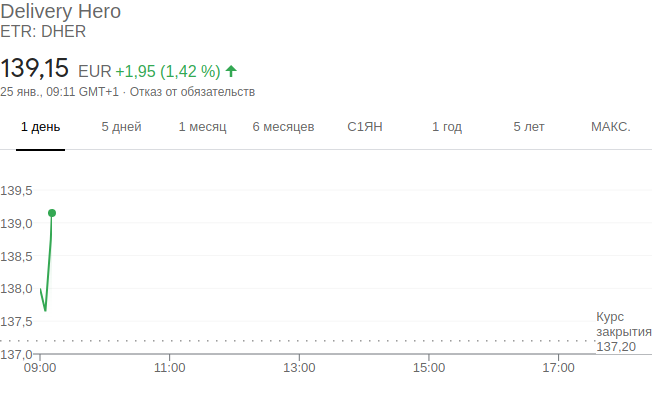 Delivery Hero
ETR: DHER
139,15 EUR +1,95 (1,42 %)
25 янв., 09:11 GMT+1 · Отказ от обязательств
1 день 5 дней 1 месяц 6 месяцев С1ЯН 1 год 5 лет МАКС.
139,5
139,0
138,5
138,0
137,5
137,0
Курс
закрытия
137,20
09:00 11:00 13:00 15:00 17:00